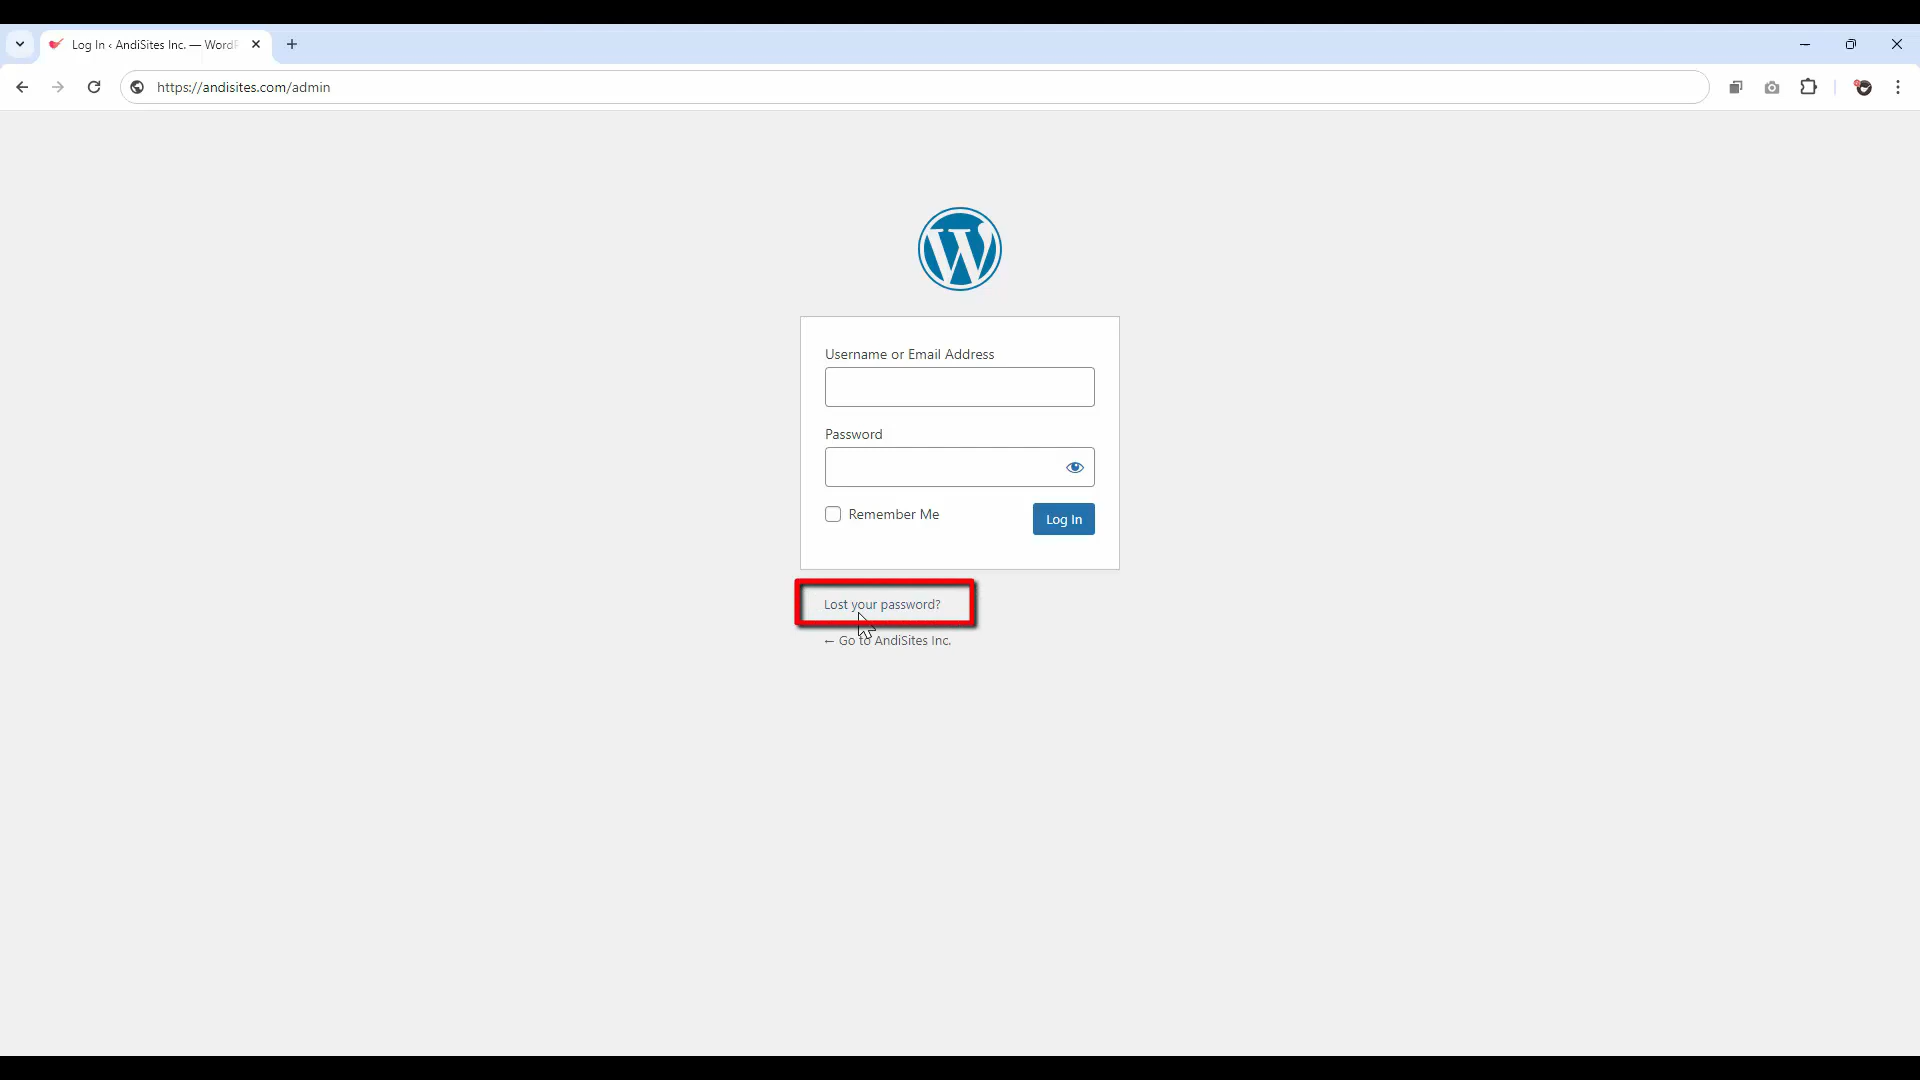 Log In ‹ AndiSites Inc. — Word
https://andisites.com/admin
Username or Email Address
Password
Remember Me
Log In
Lost your password?
← Go to AndiSites Inc.